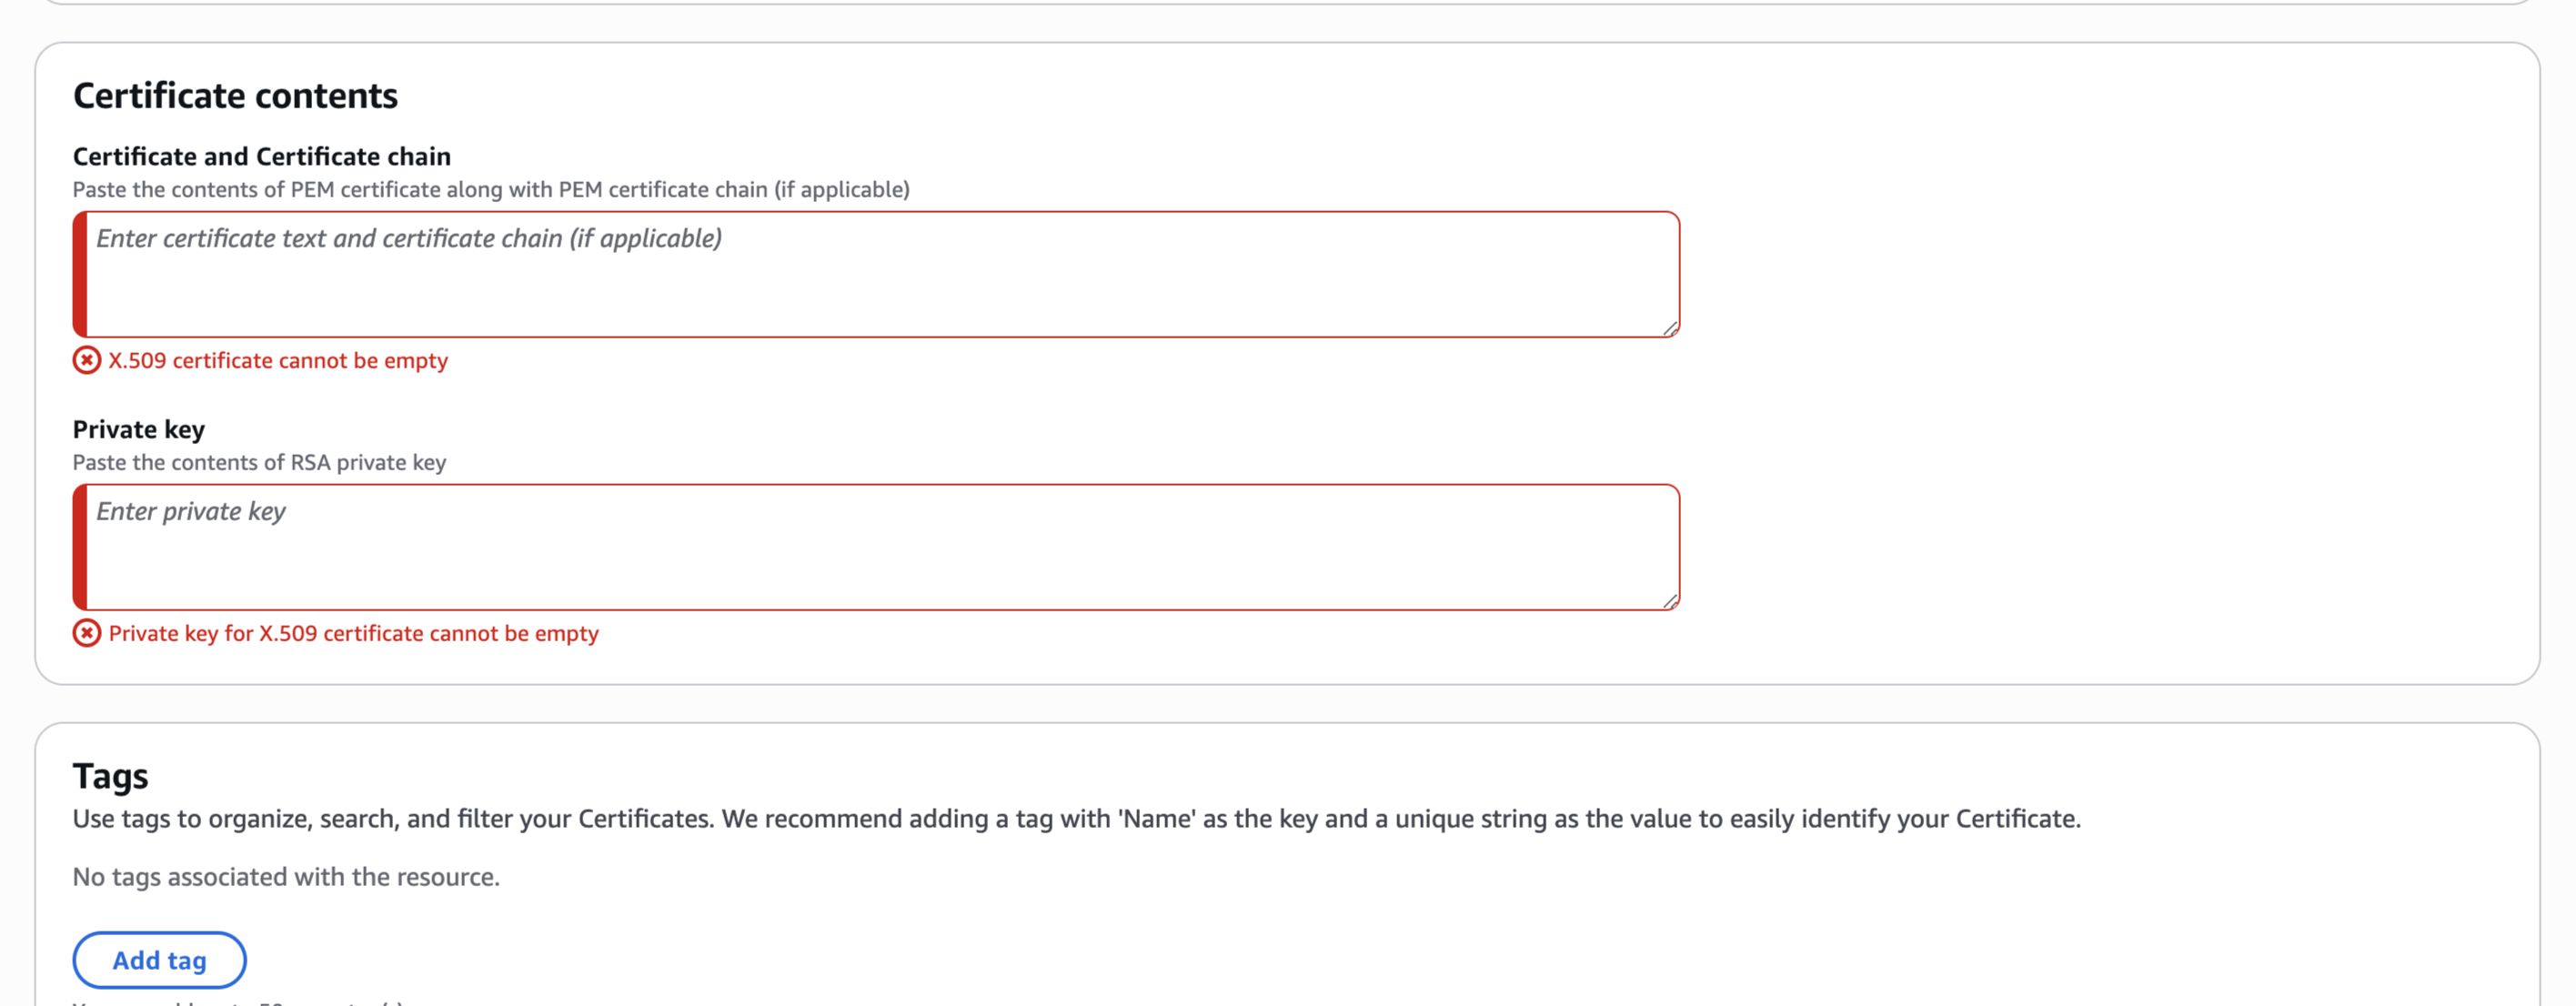 Certificate contents
Certificate and Certificate chain
Paste the contents of PEM certificate along with PEM certificate chain (if applicable)
Enter certificate text and certificate chain (if applicable)
X.509 certificate cannot be empty
Private key
Paste the contents of RSA private key
Enter private key
Private key for X.509 certificate cannot be empty
Tags
Use tags to organize, search, and filter your Certificates. We recommend adding a tag with 'Name' as the key and a unique string as the value to easily identify your Certificate.
No tags associated with the resource.
Add tag